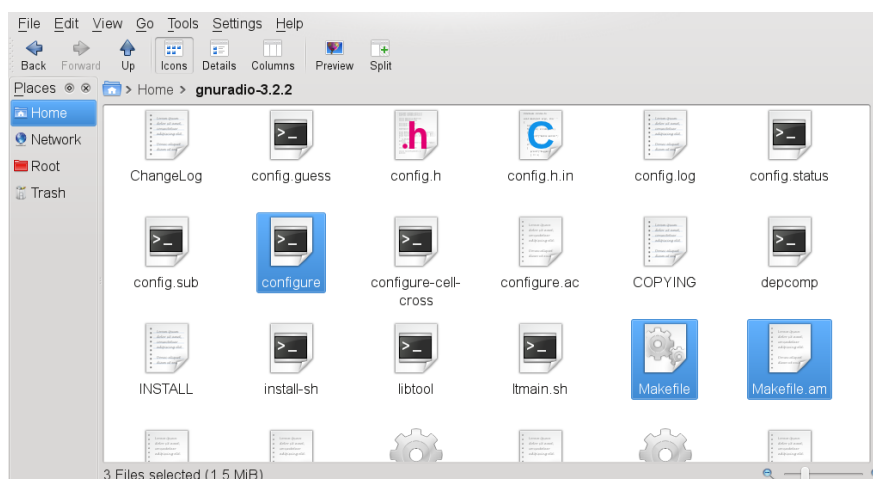 File Edit View Go Tools Settings Help
Back Forward Up Icons Details Columns Preview Split
Places > Home > gnuradio-3.2.2
Home
Network
Root
Trash
ChangeLog config.guess config.h config.h.in config.log config.status
config.sub configure configure-cell-cross configure.ac COPYING depcomp
INSTALL install-sh libtool ltmain.sh Makefile Makefile.am
3 Files selected (1.5 MiB)